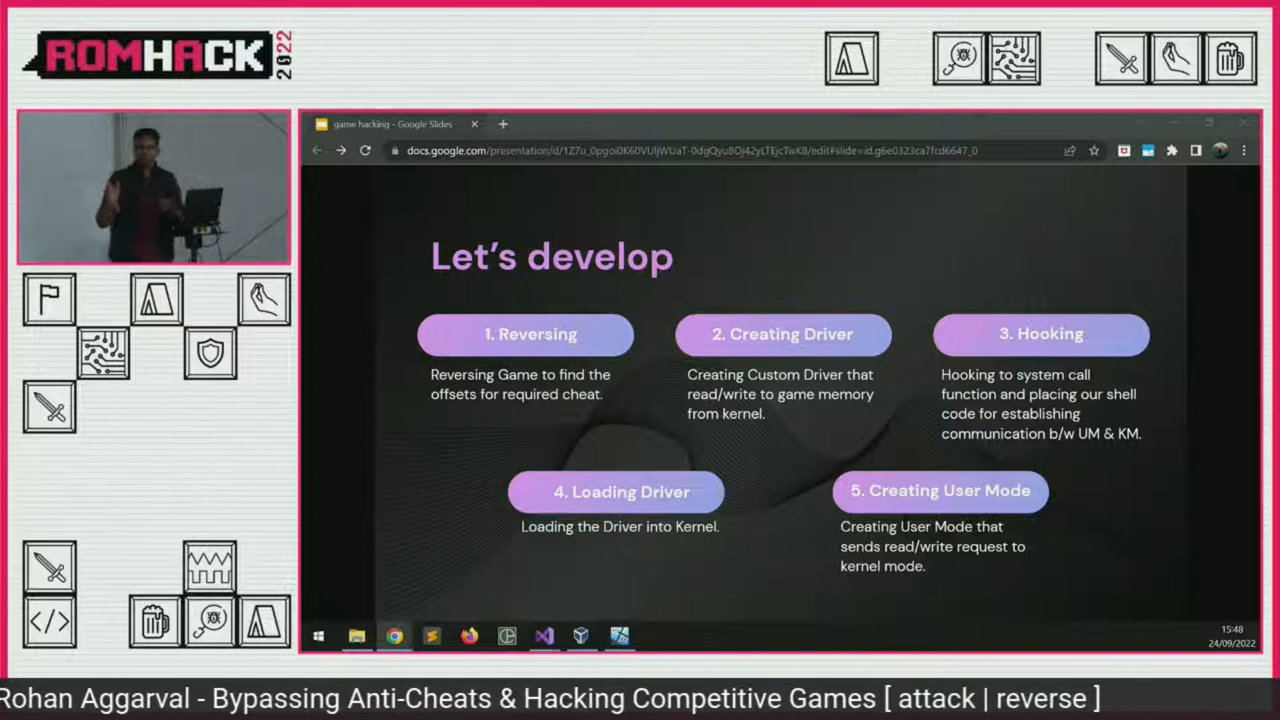 ROMHACK
2022
game hacking - Google Slides
docs.google.com/presentation/d/1Z7u_0pgoi0K60VUljWUaT-0dgQyu8Oj42yLTEjcTwK8/edit#slide=id.g6e0323ca7fcd6647_0
Let's develop
1. Reversing
Reversing Game to find the
offsets for required cheat.
2. Creating Driver
Creating Custom Driver that
read/write to game memory
from kernel.
3. Hooking
Hooking to system call
function and placing our shell
code for establishing
communication b/w UM & KM.
4. Loading Driver
Loading the Driver into Kernel.
5. Creating User Mode
Creating User Mode that
sends read/write request to
kernel mode.
</>
15:48
24/09/2022
Rohan Aggarval - Bypassing Anti-Cheats & Hacking Competitive Games [ attack | reverse ]